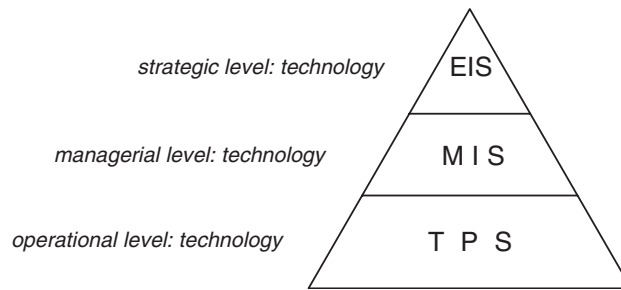 strategic level: technology EIS
managerial level: technology M I S
operational level: technology T P S